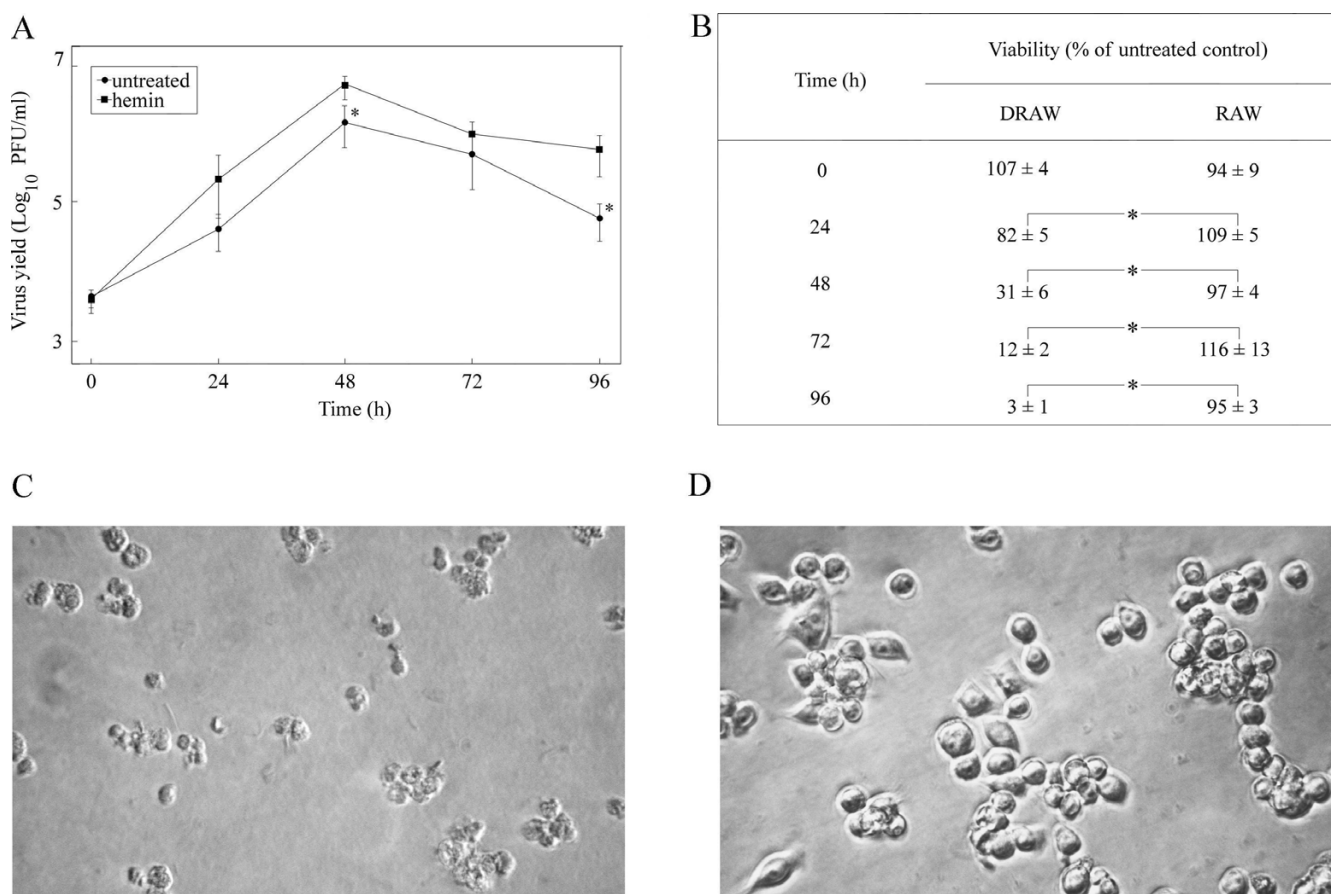 A
7
untreated
hemin
*
5
*
3
Virus yield (Log10 PFU/ml)
0 24 48 72 96
Time (h)
B
Time (h) Viability (% of untreated control)
DRAW RAW
0 107 ± 4 94 ± 9
*
24 82 ± 5 109 ± 5
*
48 31 ± 6 97 ± 4
*
72 12 ± 2 116 ± 13
*
96 3 ± 1 95 ± 3
C
D